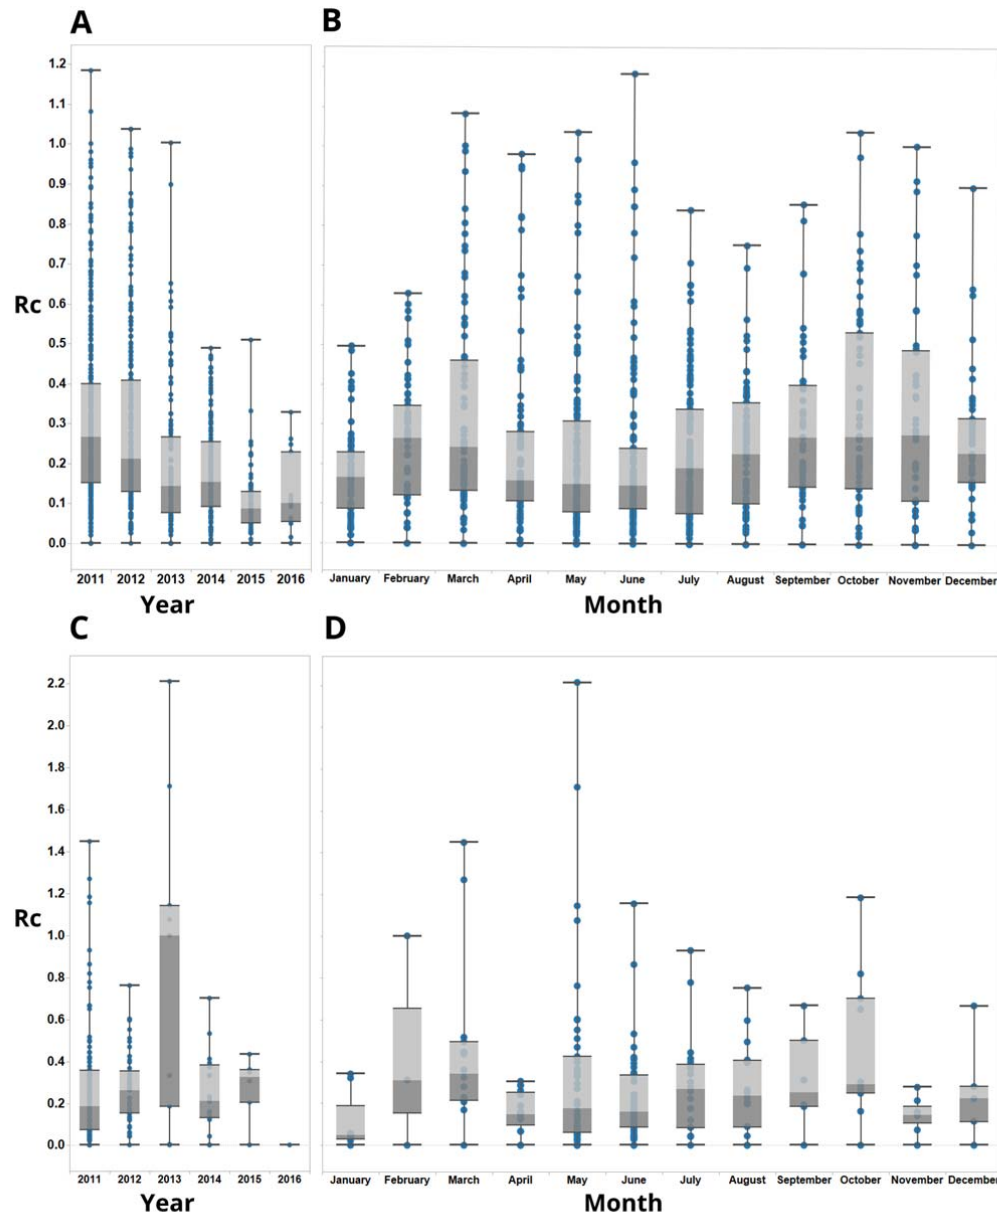 A
B
1.2
1.1
1.0
0.9
0.8
0.7
0.6
Rc
0.5
0.4
0.3
0.2
0.1
0.0
2011 2012 2013 2014 2015 2016
January February March April May June July August September October November December
Year
Month
C
D
2.2
2.0
1.8
1.6
1.4
1.2
Rc
1.0
0.8
0.6
0.4
0.2
0.0
2011 2012 2013 2014 2015 2016
January February March April May June July August September October November December
Year
Month